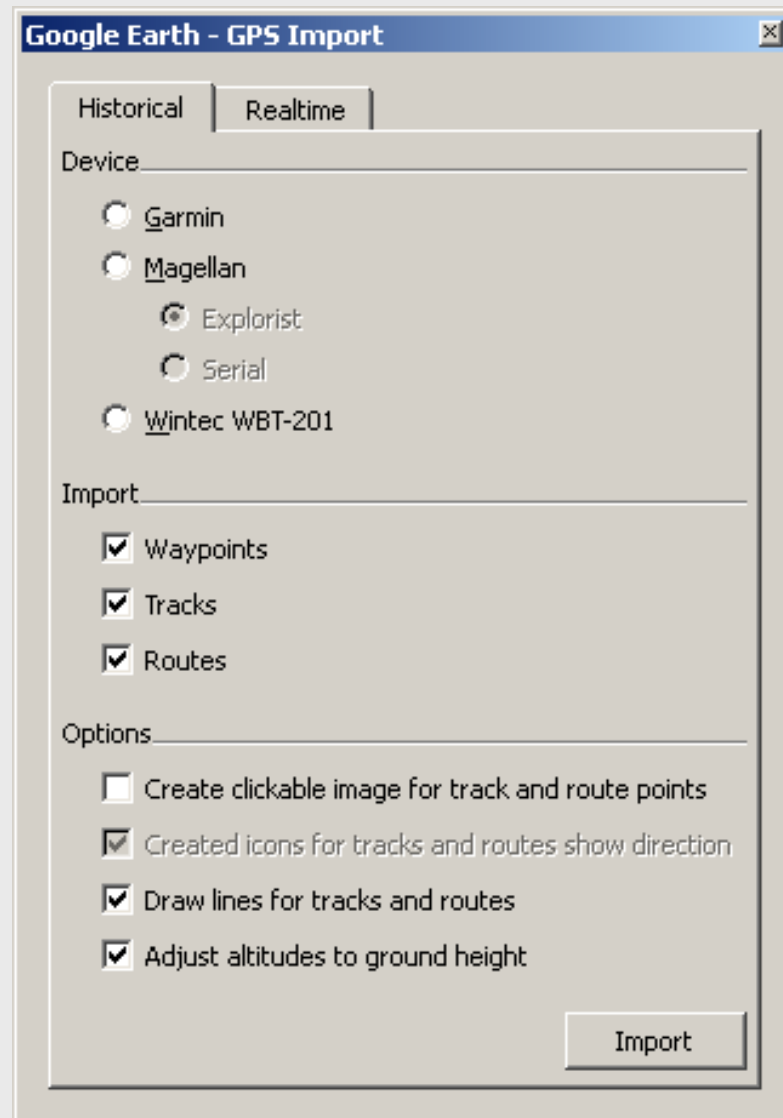 Google Earth - GPS Import
Historical Realtime
Device
Garmin
Magellan
Explorist
Serial
Wintec WBT-201
Import
Waypoints
Tracks
Routes
Options
Create clickable image for track and route points
Created icons for tracks and routes show direction
Draw lines for tracks and routes
Adjust altitudes to ground height
Import